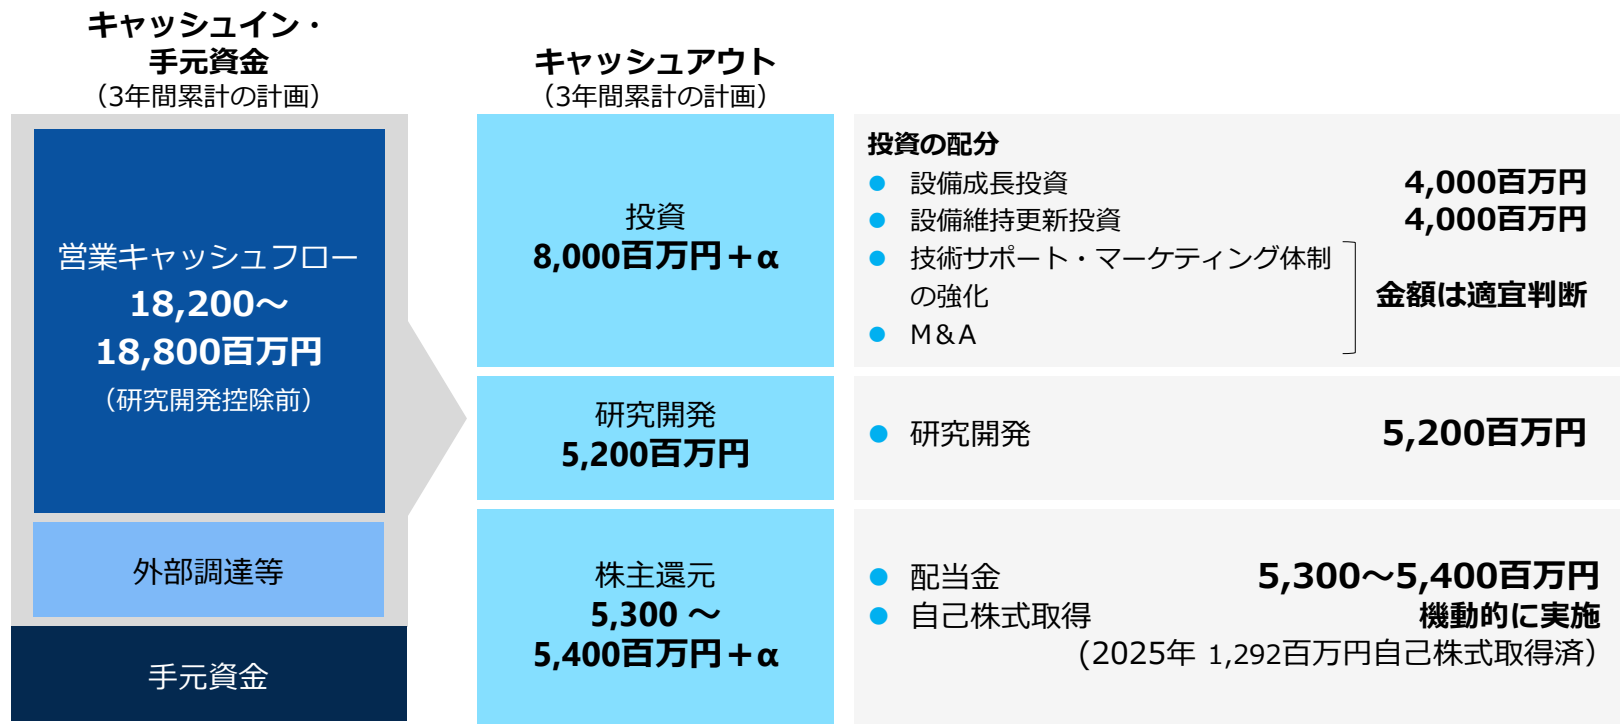 キャッシュイン・
手元資金
（3年間累計の計画）
営業キャッシュフロー
18,200～
18,800百万円
（研究開発控除前）
外部調達等
手元資金
キャッシュアウト
（3年間累計の計画）
投資
8,000百万円＋α
研究開発
5,200百万円
株主還元
5,300 ～
5,400百万円＋α
投資の配分
● 設備成長投資 4,000百万円
● 設備維持更新投資 4,000百万円
● 技術サポート・マーケティング体制
の強化
金額は適宜判断
● M＆A
● 研究開発 5,200百万円
● 配当金 5,300～5,400百万円
● 自己株式取得 機動的に実施
(2025年 1,292百万円自己株式取得済）